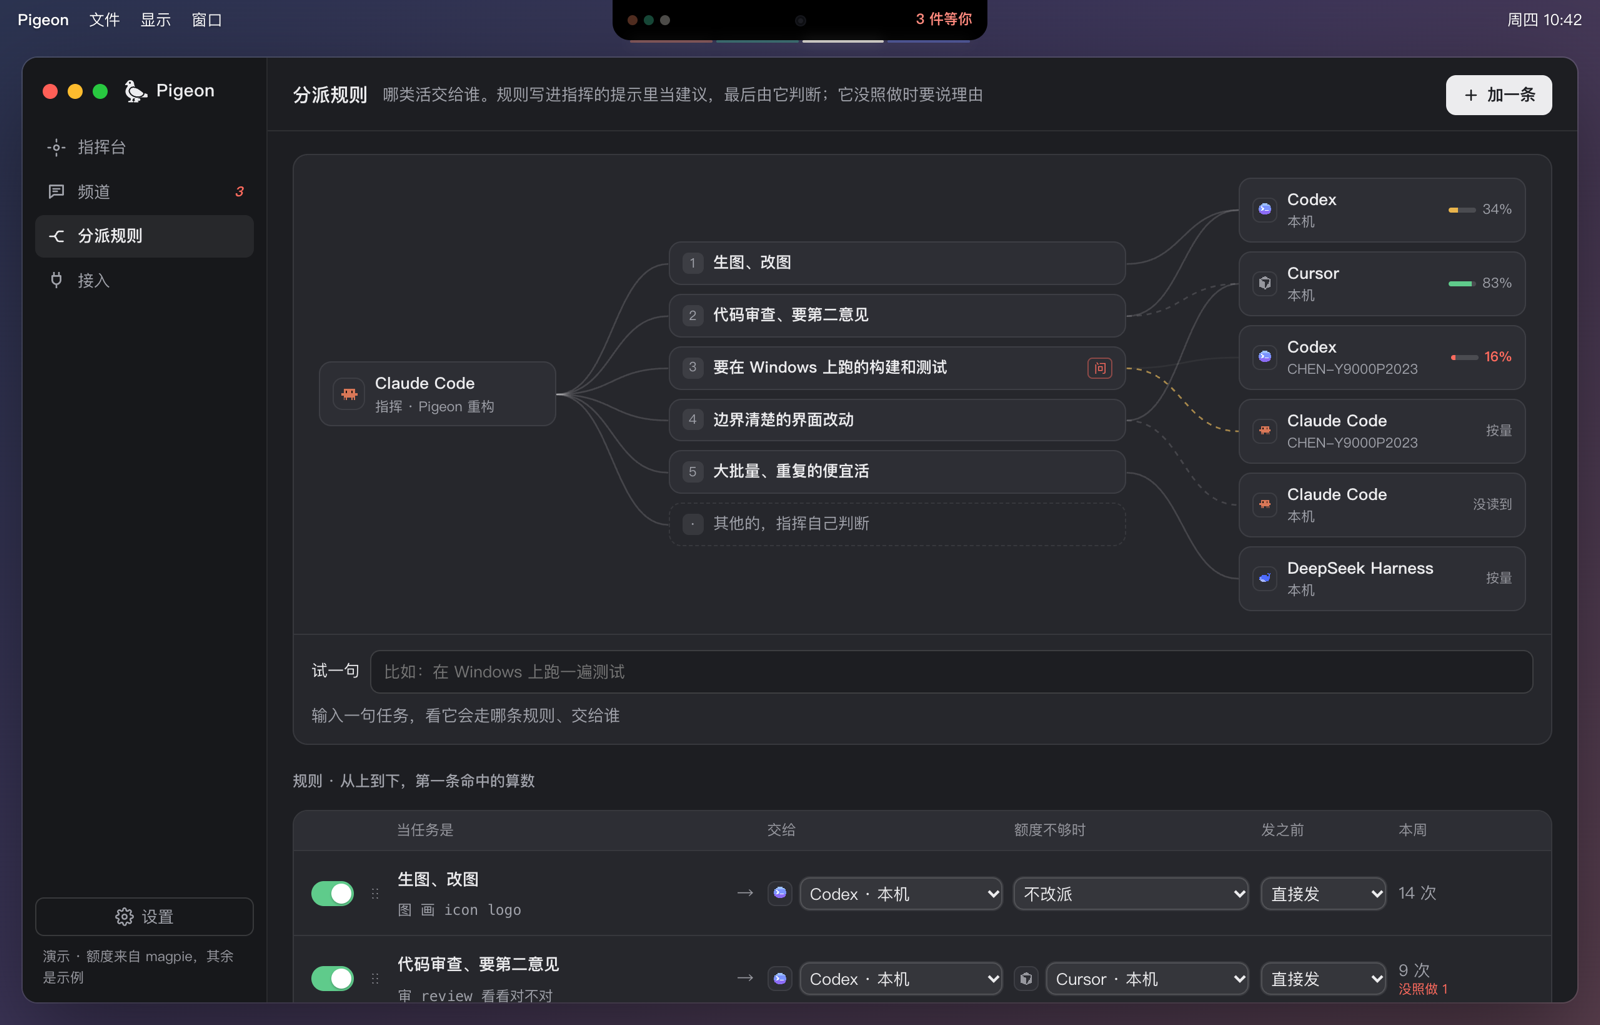 Pigeon 文件 显示 窗口
3 件等你
周四 10:42
Pigeon
指挥台
频道 3
分派规则
接入
设置
演示 · 额度来自 magpie，其余
是示例
分派规则 哪类活交给谁。规则写进指挥的提示里当建议，最后由它判断；它没照做时要说理由
+ 加一条
Claude Code
指挥 · Pigeon 重构
1 生图、改图
2 代码审查、要第二意见
3 要在 Windows 上跑的构建和测试 问
4 边界清楚的界面改动
5 大批量、重复的便宜活
· 其他的，指挥自己判断
Codex
本机
34%
Cursor
本机
83%
Codex
CHEN-Y9000P2023
16%
Claude Code
CHEN-Y9000P2023
按量
Claude Code
本机
没读到
DeepSeek Harness
本机
按量
试一句 比如：在 Windows 上跑一遍测试
输入一句任务，看它会走哪条规则、交给谁
规则 · 从上到下，第一条命中的算数
当任务是 交给 额度不够时 发之前 本周
生图、改图
图 画 icon logo
→ Codex · 本机 不改派 直接发 14 次
代码审查、要第二意见
审 review 看看对不对
→ Codex · 本机 Cursor · 本机 直接发 9 次
没照做 1